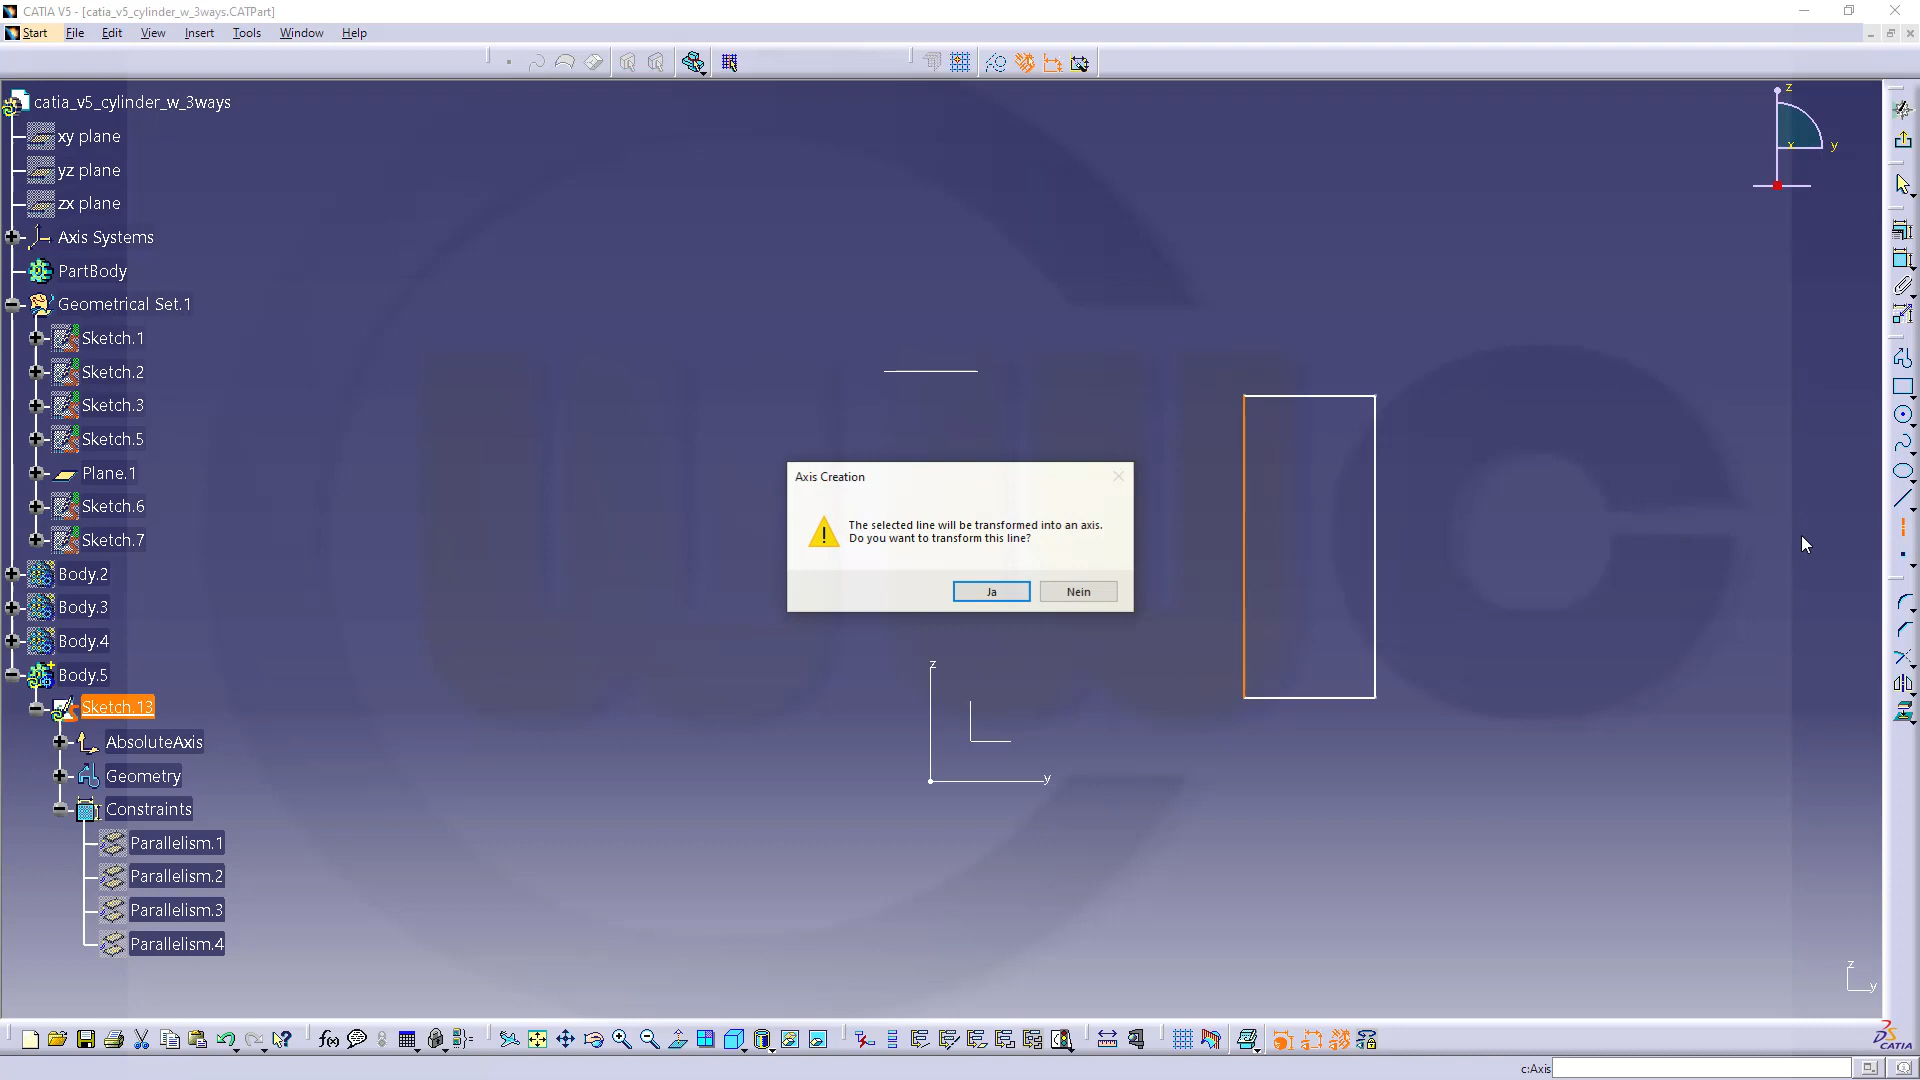 CATIA V5 - [catia_v5_cylinder_w_3ways.CATPart]
Start File Edit View Insert Tools Window Help
catia_v5_cylinder_w_3ways
xy plane
yz plane
zx plane
Axis Systems
PartBody
Geometrical Set.1
Sketch.1
Sketch.2
Sketch.3
Sketch.5
Plane.1
Sketch.6
Sketch.7
Body.2
Body.3
Body.4
Body.5
Sketch.13
AbsoluteAxis
Geometry
Constraints
Parallelism.1
Parallelism.2
Parallelism.3
Parallelism.4
z
x
y
Axis Creation
The selected line will be transformed into an axis.
Do you want to transform this line?
Ja Nein
z
y
z
y
f(x)
CATIA
c:Axis